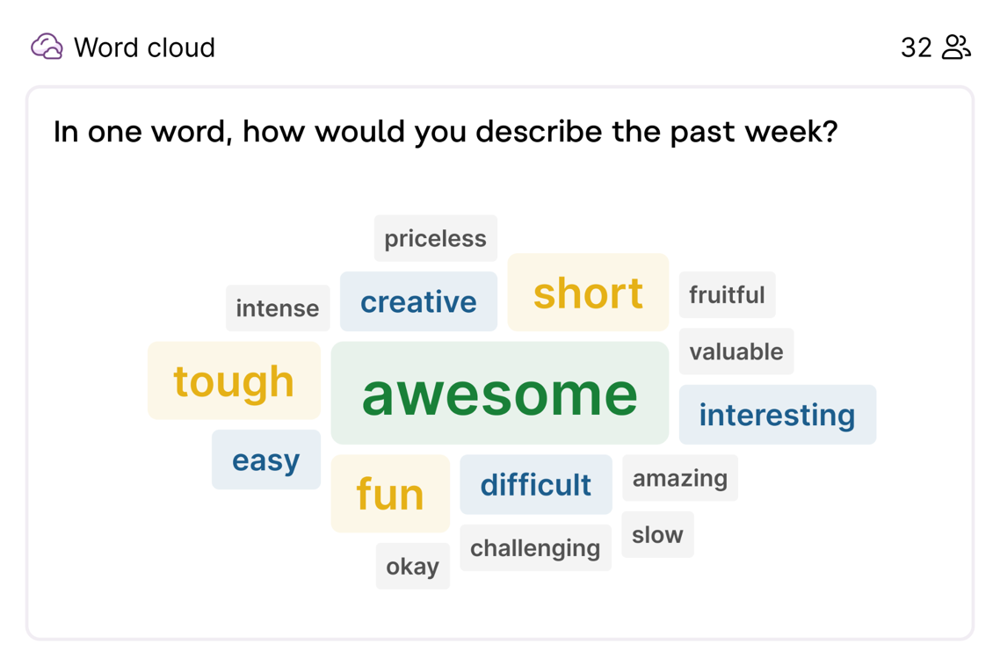 Word cloud
32
In one word, how would you describe the past week?
priceless
short
fruitful
creative
intense
valuable
tough
awesome
interesting
easy
fun
difficult
amazing
slow
challenging
okay